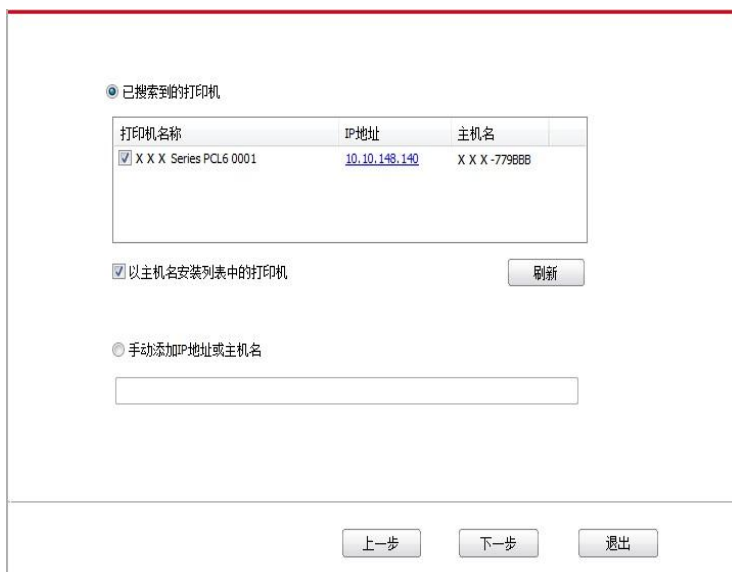 已搜索到的打印机
打印机名称 IP地址 主机名
X X X Series PCL6 0001 10.10.148.140 X X X -779BBB
以主机名安装列表中的打印机 刷新
手动添加IP地址或主机名
上一步 下一步 退出